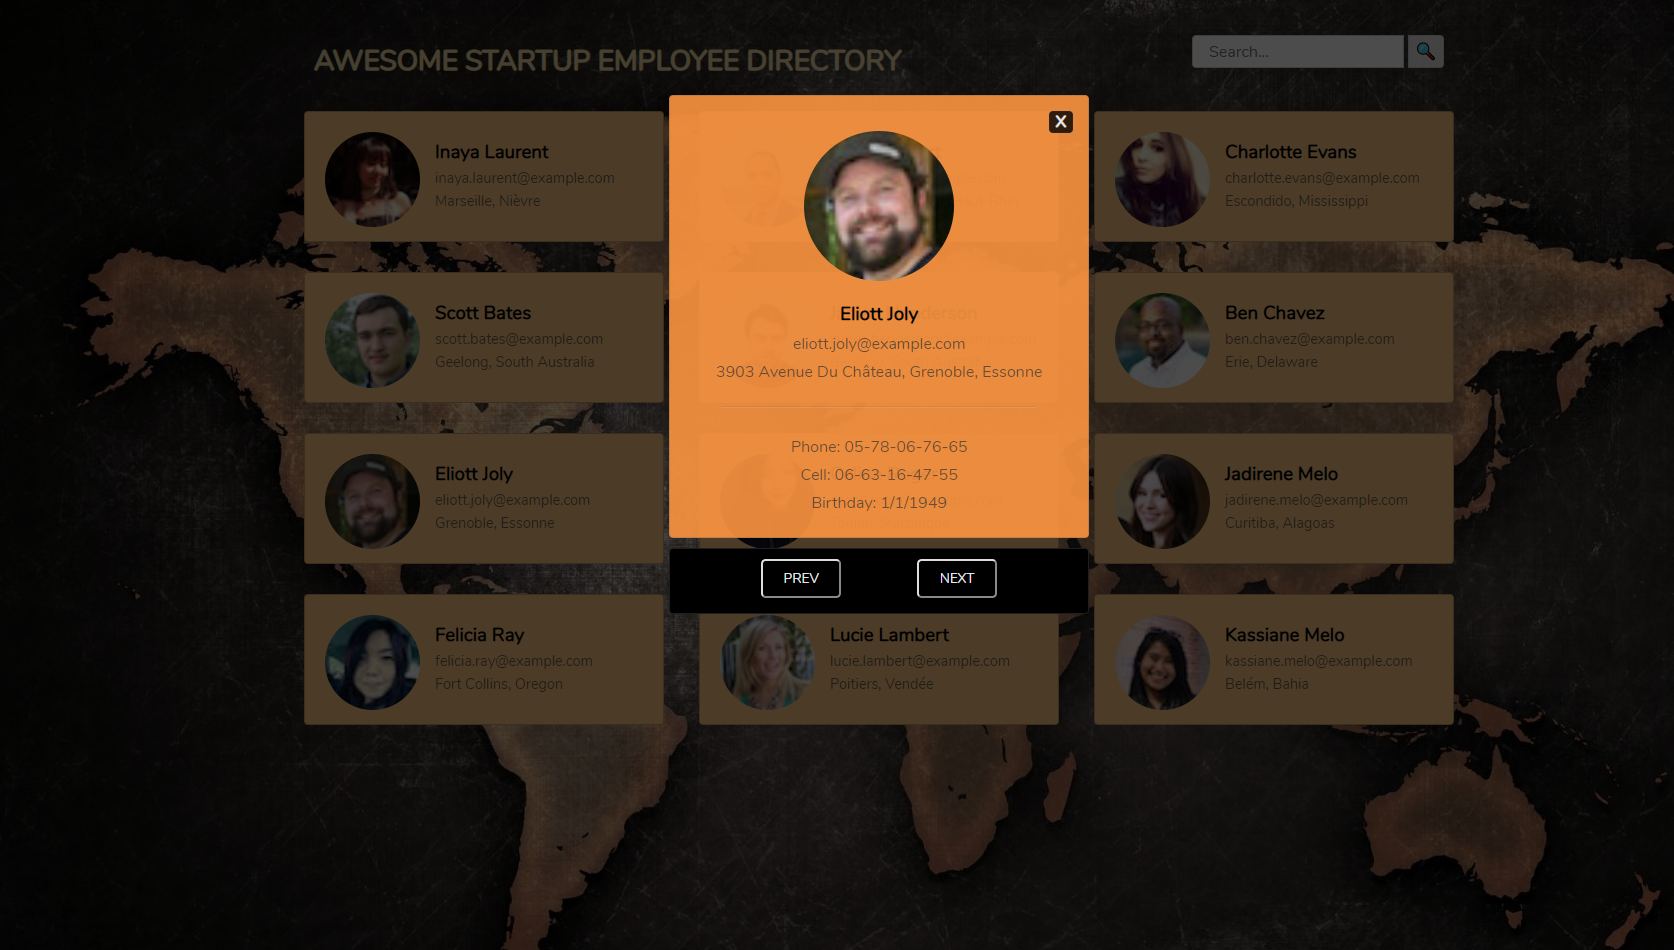 AWESOME STARTUP EMPLOYEE DIRECTORY
Search...
X
Inaya Laurent
inaya.laurent@example.com
Marseille, Nièvre
Charlotte Evans
charlotte.evans@example.com
Escondido, Mississippi
Scott Bates
scott.bates@example.com
Geelong, South Australia
Eliott Joly
eliott.joly@example.com
3903 Avenue Du Château, Grenoble, Essonne
Ben Chavez
ben.chavez@example.com
Erie, Delaware
Phone: 05-78-06-76-65
Cell: 06-63-16-47-55
Birthday: 1/1/1949
Eliott Joly
eliott.joly@example.com
Grenoble, Essonne
Jadirene Melo
jadirene.melo@example.com
Curitiba, Alagoas
PREV
NEXT
Felicia Ray
felicia.ray@example.com
Fort Collins, Oregon
Lucie Lambert
lucie.lambert@example.com
Poitiers, Vendée
Kassiane Melo
kassiane.melo@example.com
Belém, Bahia